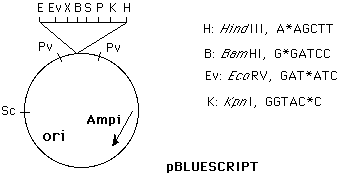 E Ev X B S P K H
Pv Pv
H: HindIII, A*AGCTT
B: BamHI, G*GATCC
Ev: EcoRV, GAT*ATC
K: KpnI, GGTAC*C
Sc
ori
Ampi
pBLUESCRIPT